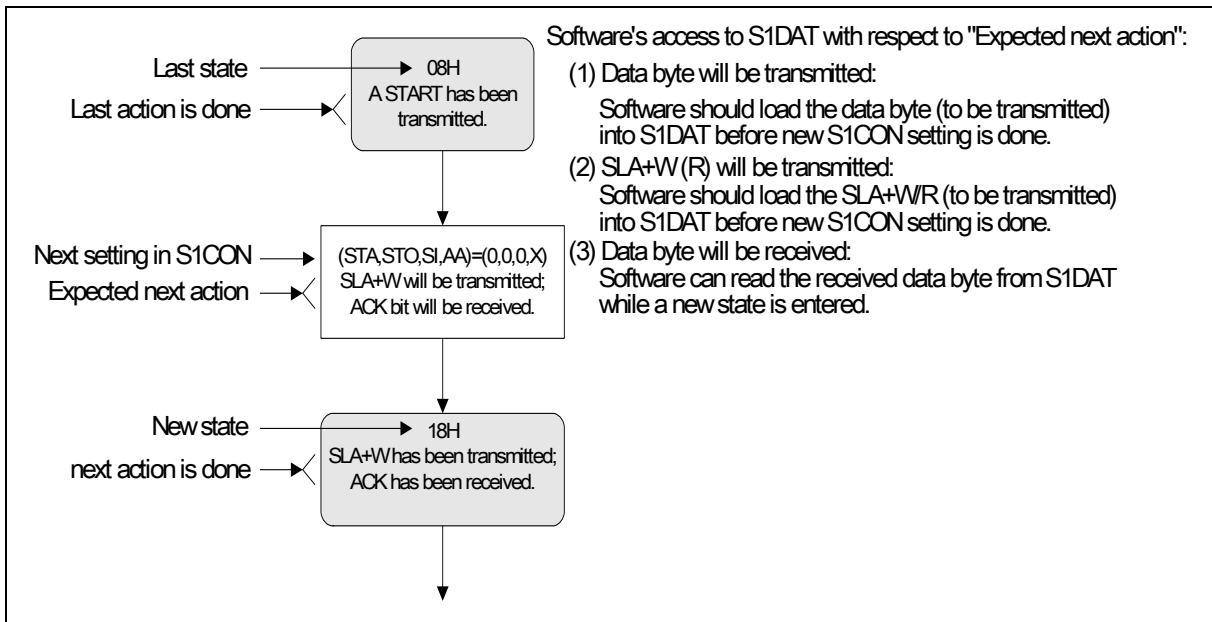 Last state
08H
Last action is done
A START has been
transmitted.
Next setting in S1CON
(STA,STO,SI,AA)=(0,0,0,X)
Expected next action
SLA+W will be transmitted;
ACK bit will be received.
New state
18H
next action is done
SLA+W has been transmitted;
ACK has been received.
Software's access to S1DAT with respect to "Expected next action":
(1) Data byte will be transmitted:
Software should load the data byte (to be transmitted)
into S1DAT before new S1CON setting is done.
(2) SLA+W (R) will be transmitted:
Software should load the SLA+W/R (to be transmitted)
into S1DAT before new S1CON setting is done.
(3) Data byte will be received:
Software can read the received data byte from S1DAT
while a new state is entered.